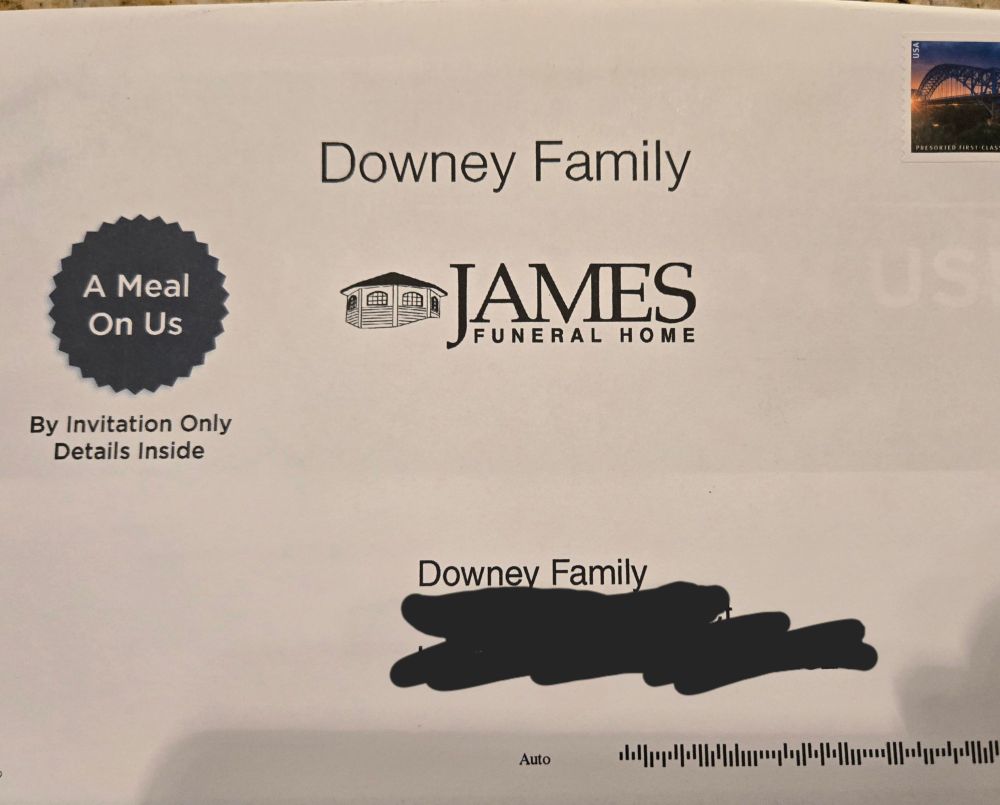 USA
PRESORTED FIRST-CLASS
Downey Family
A Meal
On Us
JAMES
FUNERAL HOME
By Invitation Only
Details Inside
Downey Family
Auto